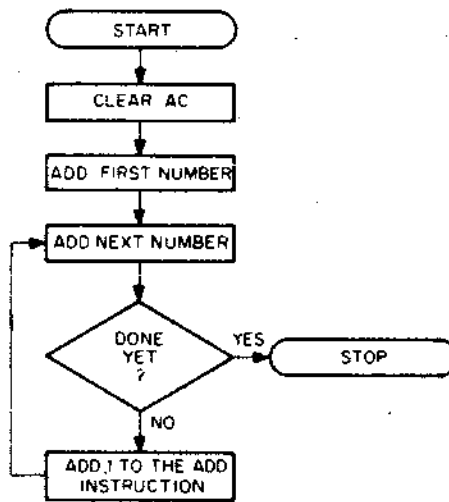 START
CLEAR AC
ADD FIRST NUMBER
ADD NEXT NUMBER
DONE
YET
?
YES
STOP
NO
ADD 1 TO THE ADD
INSTRUCTION